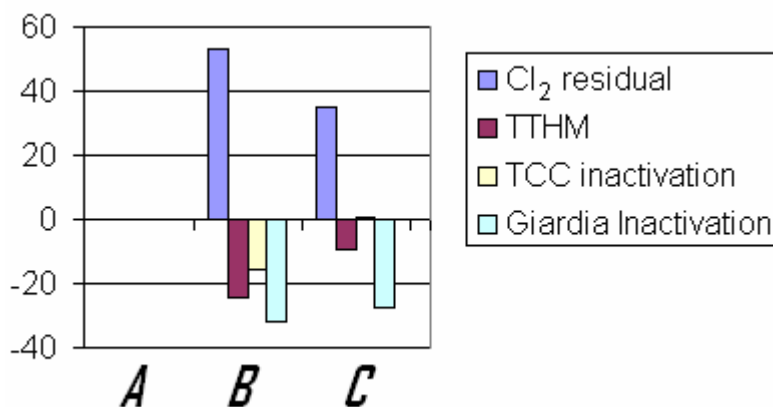 60
40
20
0
-20
-40
A B C
Cl₂ residual
TTHM
TCC inactivation
Giardia Inactivation